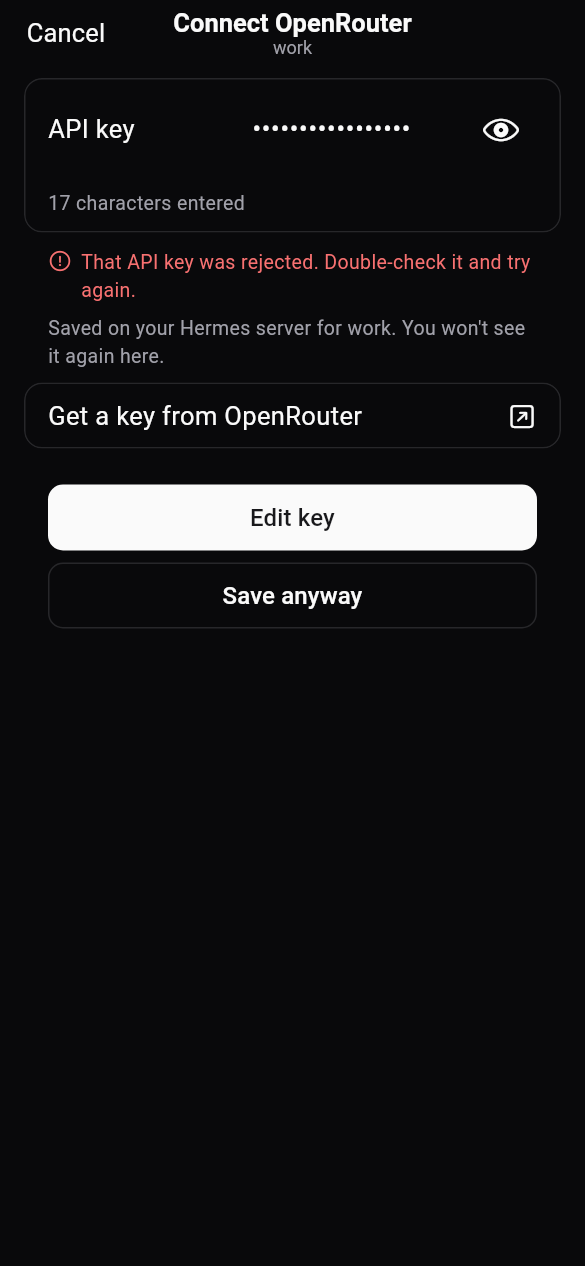 Cancel
Connect OpenRouter
work
API key
•••••••••••••••••
17 characters entered
That API key was rejected. Double-check it and try
again.
Saved on your Hermes server for work. You won't see
it again here.
Get a key from OpenRouter
Edit key
Save anyway